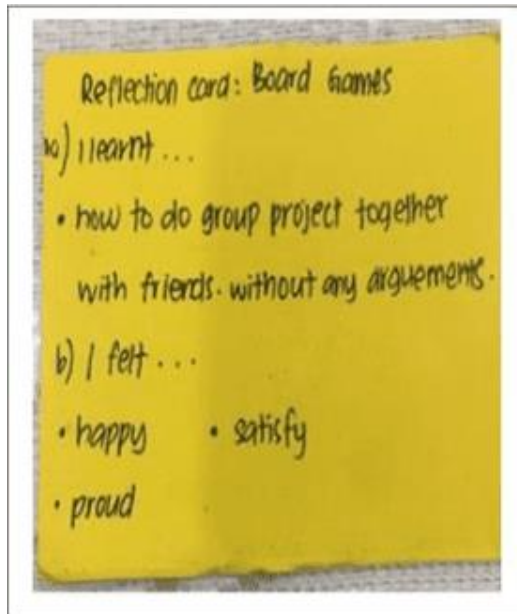 Reflection card: Board Games
a) I learnt ...
• how to do group project together
with friends. without any arguements.
b) I felt ...
• happy • satisfy
• proud